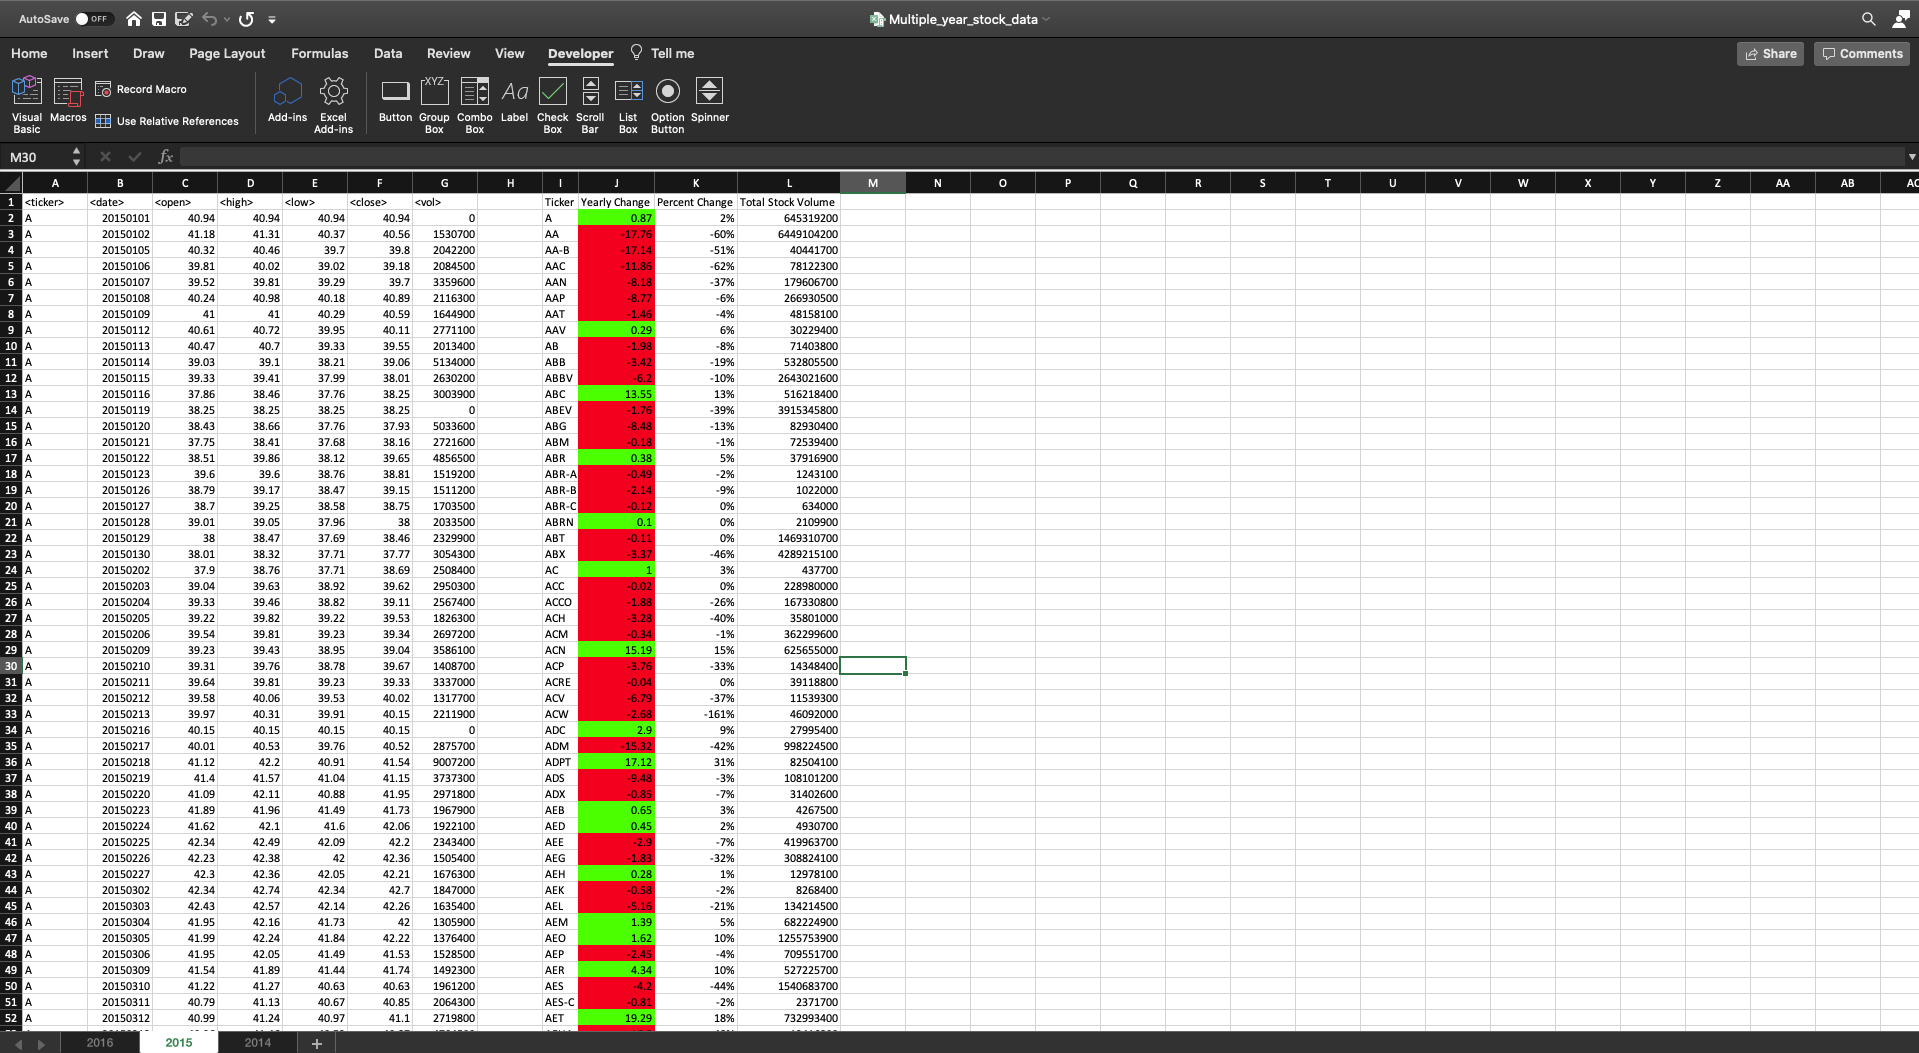 AutoSave OFF Multiple_year_stock_data
Home Insert Draw Page Layout Formulas Data Review View Developer Tell me Share Comments
Visual Basic Macros Record Macro Use Relative References Add-ins Excel Add-ins Button Group Box Combo Box Label Check Box Scroll Bar List Box Option Button Spinner
XYZ Aa
M30 fx
A B C D E F G H I J K L M N O P Q R S T U V W X Y Z AA AB AC
1 <ticker> <date> <open> <high> <low> <close> <vol> Ticker Yearly Change Percent Change Total Stock Volume
2 A 20150101 40.94 40.94 40.94 40.94 0 A 0.87 2% 645319200
3 A 20150102 41.18 41.31 40.37 40.56 1530700 AA -17.76 -60% 6449104200
4 A 20150105 40.32 40.46 39.7 39.8 2042200 AA-B -17.14 -51% 40441700
5 A 20150106 39.81 40.02 39.02 39.18 2084500 AAC -11.86 -62% 78122300
6 A 20150107 39.52 39.81 39.29 39.7 3359600 AAN -8.18 -37% 179606700
7 A 20150108 40.24 40.98 40.18 40.89 2116300 AAP -8.77 -6% 266930500
8 A 20150109 41 41 40.29 40.59 1644900 AAT -1.46 -4% 48158100
9 A 20150112 40.61 40.72 39.95 40.11 2771100 AAV 0.29 6% 30229400
10 A 20150113 40.47 40.7 39.33 39.55 2013400 AB -1.98 -8% 71403800
11 A 20150114 39.03 39.1 38.21 39.06 5134000 ABB -3.42 -19% 532805500
12 A 20150115 39.33 39.41 37.99 38.01 2630200 ABBV -6.2 -10% 2643021600
13 A 20150116 37.86 38.46 37.76 38.25 3003900 ABC 13.55 13% 516218400
14 A 20150119 38.25 38.25 38.25 38.25 0 ABEV -1.76 -39% 3915345800
15 A 20150120 38.43 38.66 37.76 37.93 5033600 ABG -8.48 -13% 82930400
16 A 20150121 37.75 38.41 37.68 38.16 2721600 ABM -0.18 -1% 72539400
17 A 20150122 38.51 39.86 38.12 39.65 4856500 ABR 0.38 5% 37916900
18 A 20150123 39.6 39.6 38.76 38.81 1519200 ABR-A -0.49 -2% 1243100
19 A 20150126 38.79 39.17 38.47 39.15 1511200 ABR-B -2.14 -9% 1022000
20 A 20150127 38.7 39.25 38.58 38.75 1703500 ABR-C -0.12 0% 634000
21 A 20150128 39.01 39.05 37.96 38 2033500 ABRN 0.1 0% 2109900
22 A 20150129 38 38.47 37.69 38.46 2329900 ABT -0.11 0% 1469310700
23 A 20150130 38.01 38.32 37.71 37.77 3054300 ABX -3.37 -46% 4289215100
24 A 20150202 37.9 38.76 37.71 38.69 2508400 AC 1 3% 437700
25 A 20150203 39.04 39.63 38.92 39.62 2950300 ACC -0.02 0% 228980000
26 A 20150204 39.33 39.46 38.82 39.11 2567400 ACCO -1.88 -26% 167330800
27 A 20150205 39.22 39.82 39.22 39.53 1826300 ACH -3.28 -40% 35801000
28 A 20150206 39.54 39.81 39.23 39.34 2697200 ACM -0.34 -1% 362299600
29 A 20150209 39.23 39.43 38.95 39.04 3586100 ACN 15.19 15% 625655000
30 A 20150210 39.31 39.76 38.78 39.67 1408700 ACP -3.76 -33% 14348400
31 A 20150211 39.64 39.81 39.23 39.33 3337000 ACRE -0.04 0% 39118800
32 A 20150212 39.58 40.06 39.53 40.02 1317700 ACV -6.79 -37% 11539300
33 A 20150213 39.97 40.31 39.91 40.15 2211900 ACW -2.68 -161% 46092000
34 A 20150216 40.15 40.15 40.15 40.15 0 ADC 2.9 9% 27995400
35 A 20150217 40.01 40.53 39.76 40.52 2875700 ADM -15.32 -42% 998224500
36 A 20150218 41.12 42.2 40.91 41.54 9007200 ADPT 17.12 31% 82504100
37 A 20150219 41.4 41.57 41.04 41.15 3737300 ADS -9.48 -3% 108101200
38 A 20150220 41.09 42.11 40.88 41.95 2971800 ADX -0.85 -7% 31402600
39 A 20150223 41.89 41.96 41.49 41.73 1967900 AEB 0.65 3% 4267500
40 A 20150224 41.62 42.1 41.6 42.06 1922100 AED 0.45 2% 4930700
41 A 20150225 42.34 42.49 42.09 42.2 2343400 AEE -2.9 -7% 419963700
42 A 20150226 42.23 42.38 42 42.36 1505400 AEG -1.83 -32% 308824100
43 A 20150227 42.3 42.36 42.05 42.21 1676300 AEH 0.28 1% 12978100
44 A 20150302 42.34 42.74 42.34 42.7 1847000 AEK -0.58 -2% 8268400
45 A 20150303 42.43 42.57 42.14 42.26 1635400 AEL -5.16 -21% 134214500
46 A 20150304 41.95 42.16 41.73 42 1305900 AEM 1.39 5% 682224900
47 A 20150305 41.99 42.24 41.84 42.22 1376400 AEO 1.62 10% 1255753900
48 A 20150306 41.95 42.05 41.49 41.53 1528500 AEP -2.45 -4% 709551700
49 A 20150309 41.54 41.89 41.44 41.74 1492300 AER 4.34 10% 527225700
50 A 20150310 41.22 41.27 40.63 40.63 1961200 AES -4.2 -44% 1540683700
51 A 20150311 40.79 41.13 40.67 40.85 2064300 AES-C -0.81 -2% 2371700
52 A 20150312 40.99 41.24 40.97 41.1 2719800 AET 19.29 18% 732993400
2016 2015 2014 +